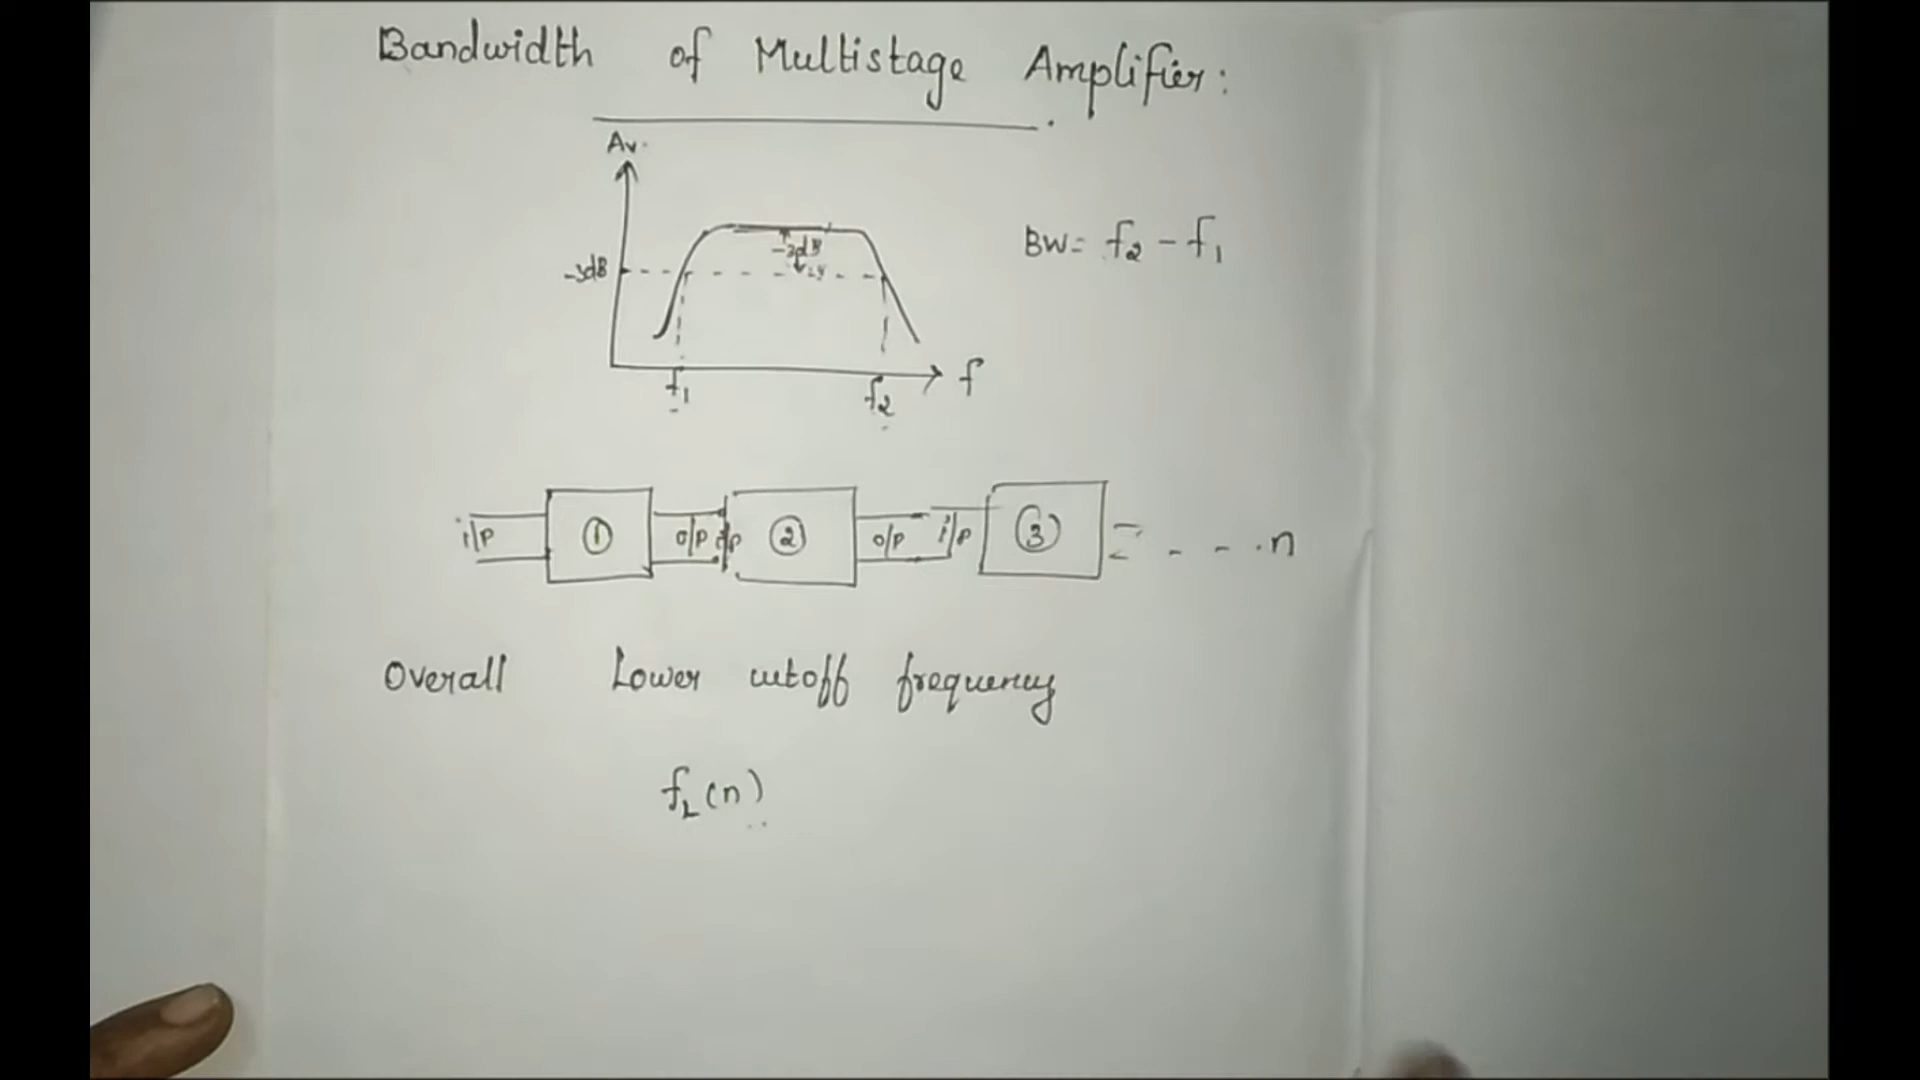 Bandwidth of Multistage Amplifier:
Av.
-3dB
-3dB
BW = f₂ - f₁
f₁ f₂ f
i/p ① o/p i/p ② o/p i/p ③ = - - . n
Overall Lower cutoff frequency
f_L (n)